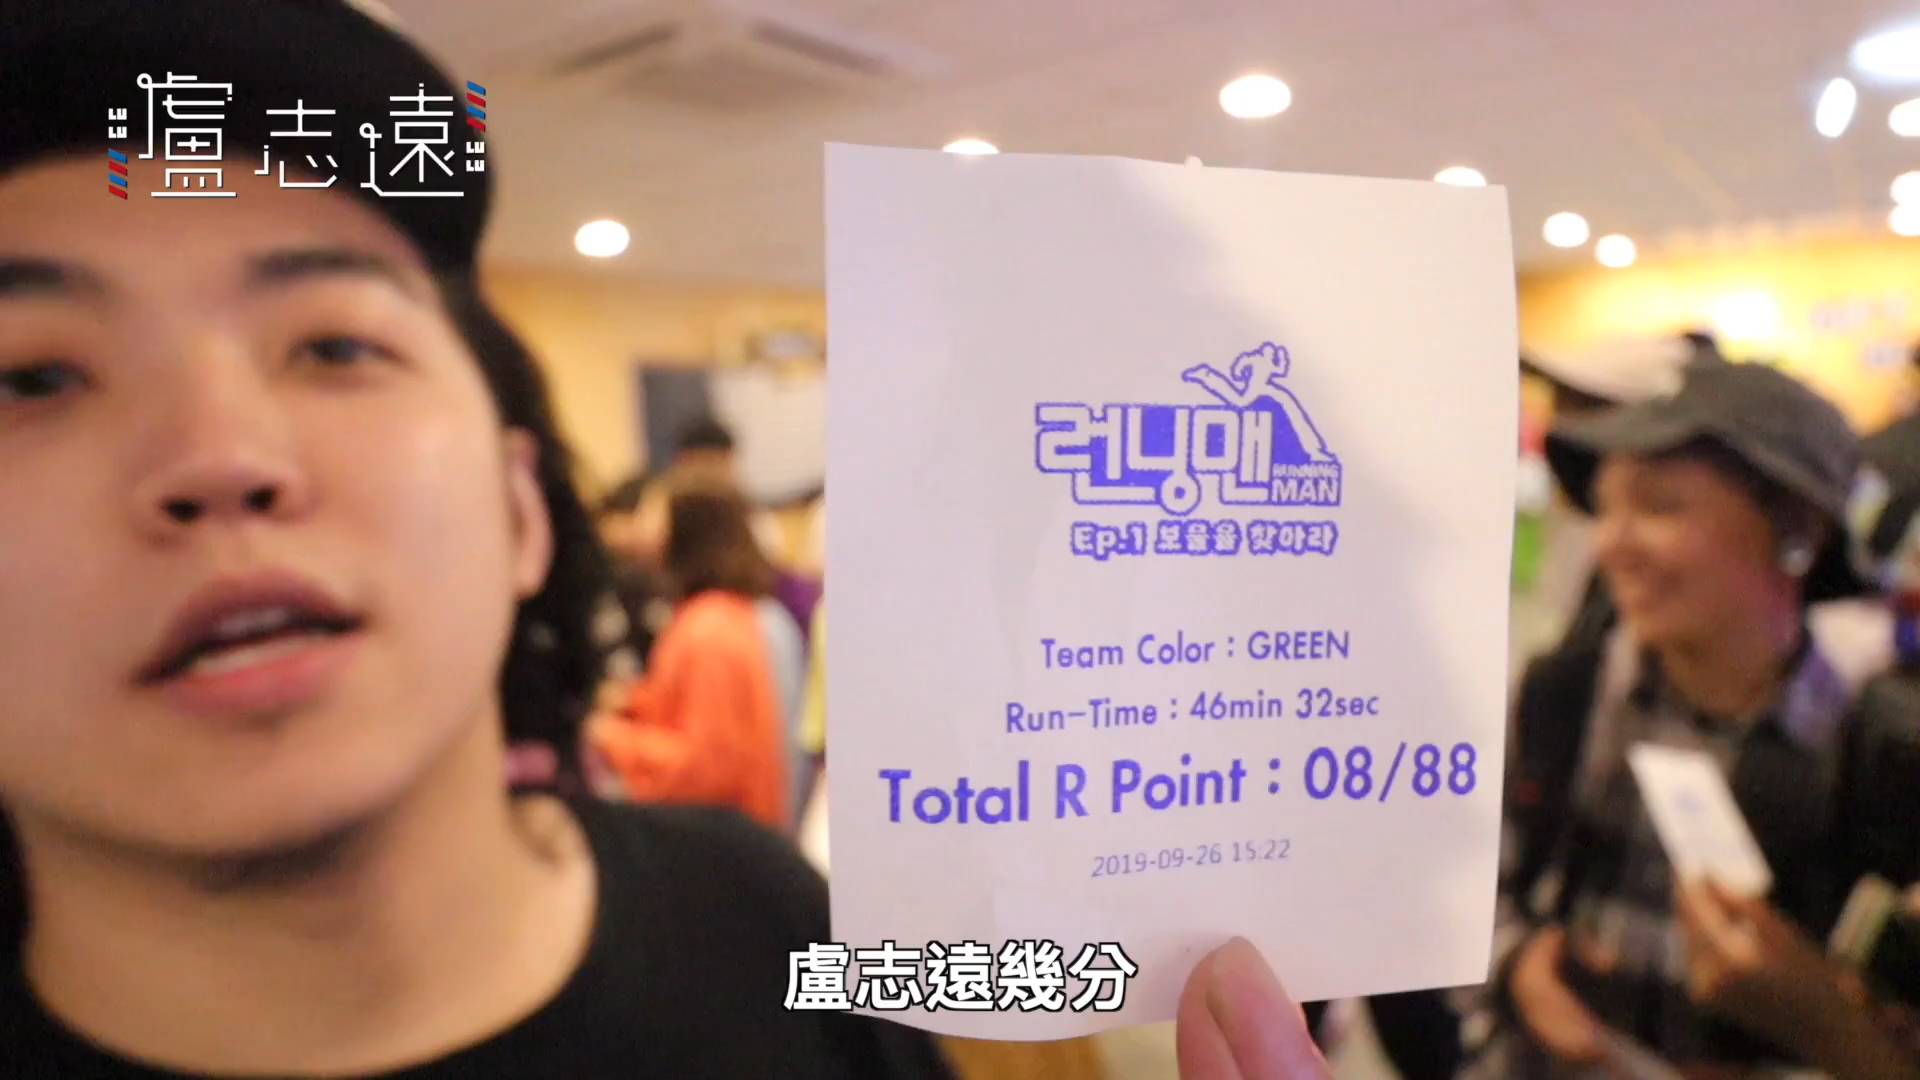 盧志遠
런닝맨
RUNNING
MAN
Ep.1 보물을 찾아라
Team Color : GREEN
Run-Time : 46min 32sec
Total R Point : 08/88
2019-09-26 15:22
盧志遠幾分